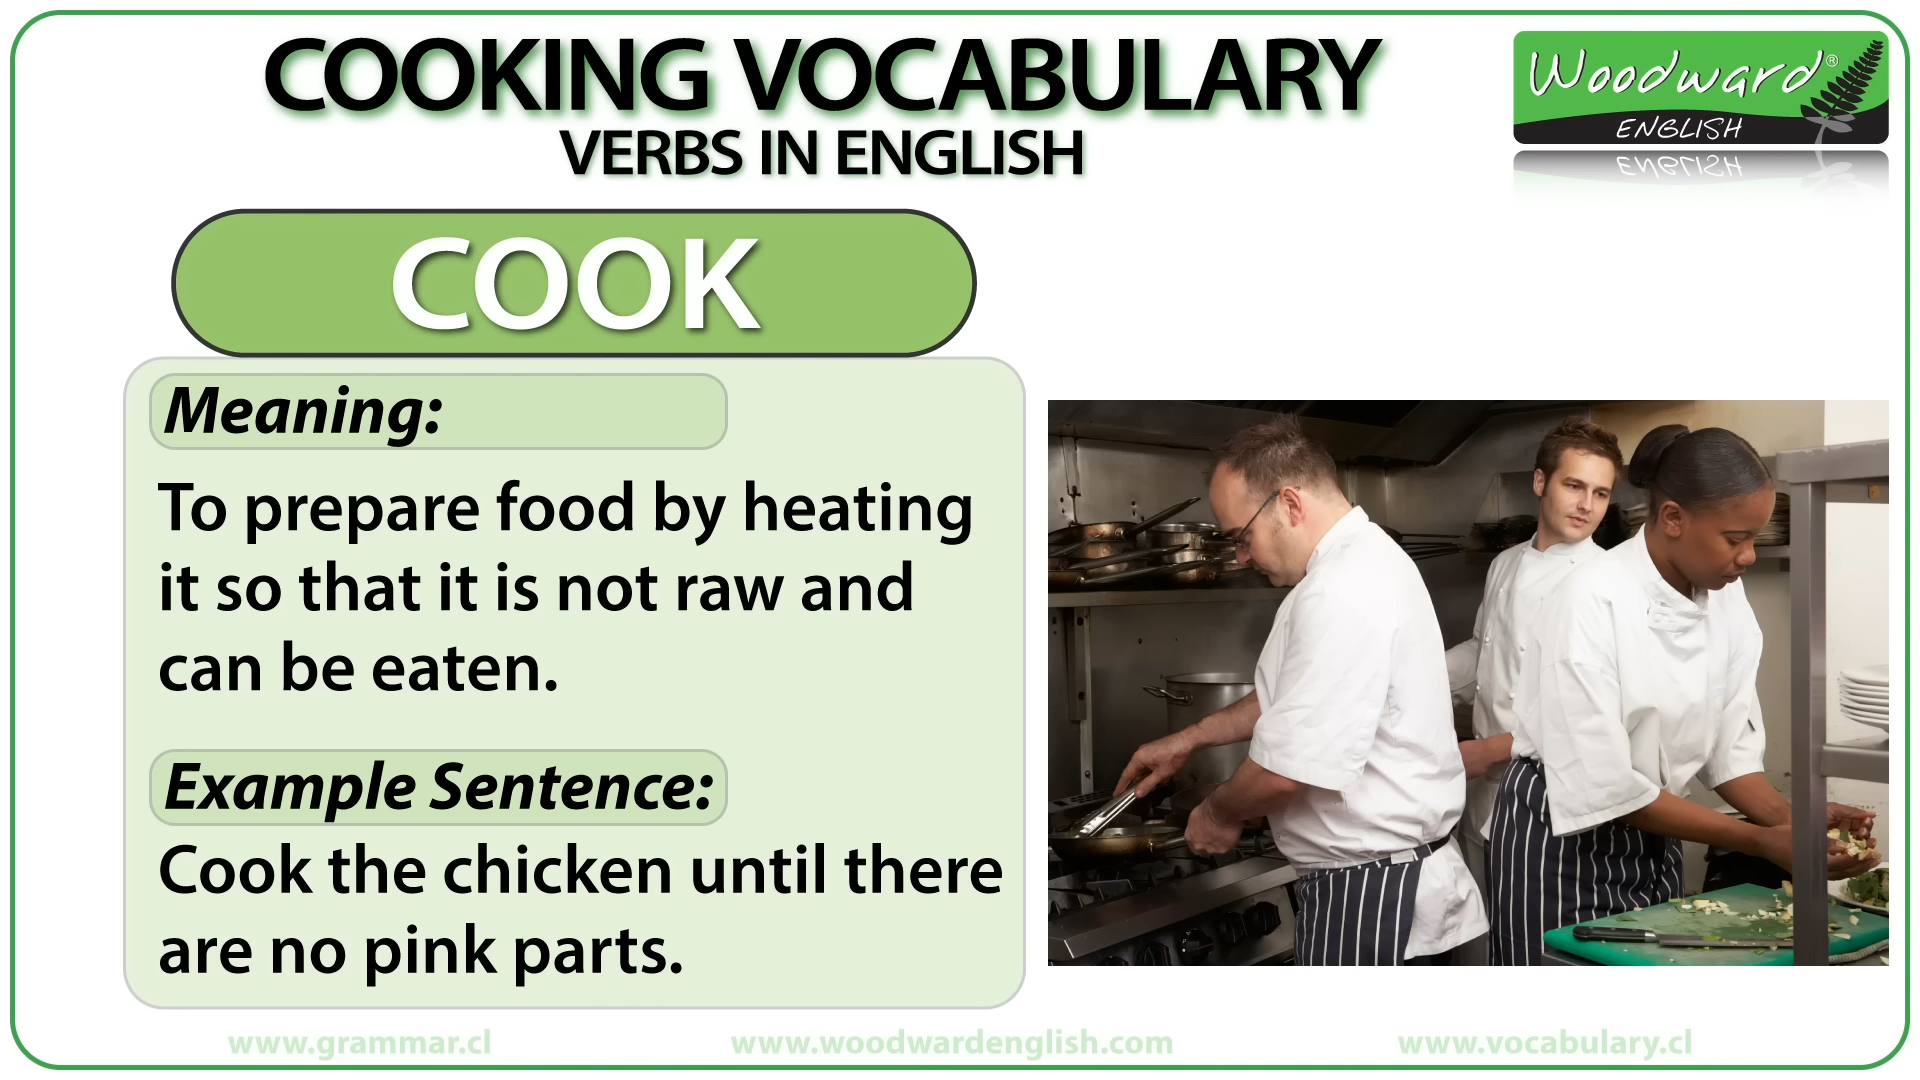 COOKING VOCABULARY
VERBS IN ENGLISH
Woodward®
ENGLISH
COOK
Meaning:
To prepare food by heating
it so that it is not raw and
can be eaten.
Example Sentence:
Cook the chicken until there
are no pink parts.
www.grammar.cl
www.woodwardenglish.com
www.vocabulary.cl